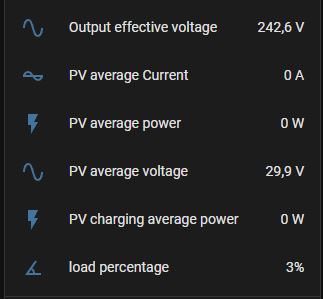 Output effective voltage 242,6 V
PV average Current 0 A
PV average power 0 W
PV average voltage 29,9 V
PV charging average power 0 W
load percentage 3%